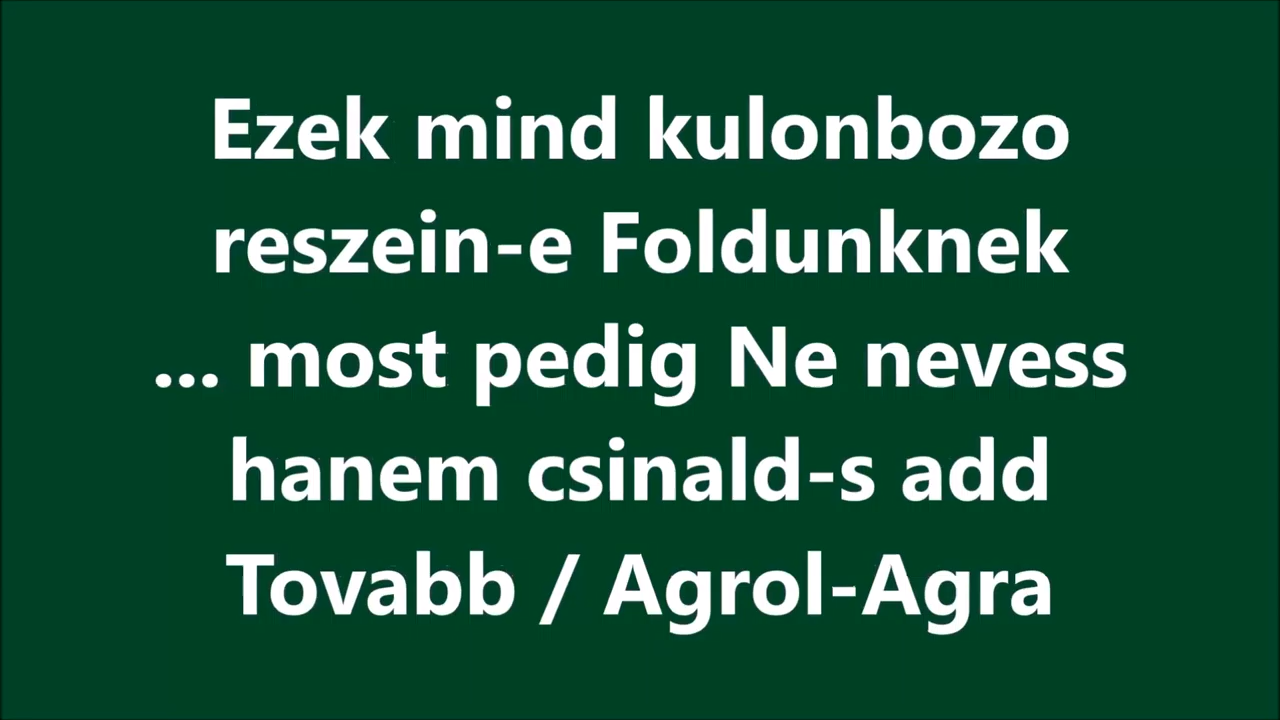 Ezek mind kulonbozo
reszein-e Foldunknek
... most pedig Ne nevess
hanem csinald-s add
Tovabb / Agrol-Agra